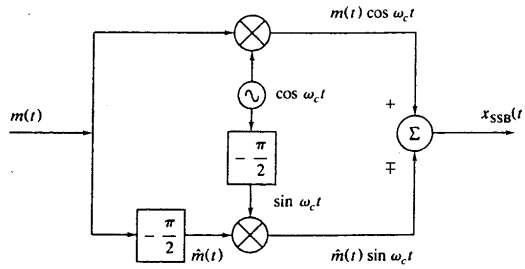 m(t) cos ω_c t
cos ω_c t
m(t)
+
Σ
x_SSB(t
− π/2
∓
sin ω_c t
− π/2
m̂(t)
m̂(t) sin ω_c t